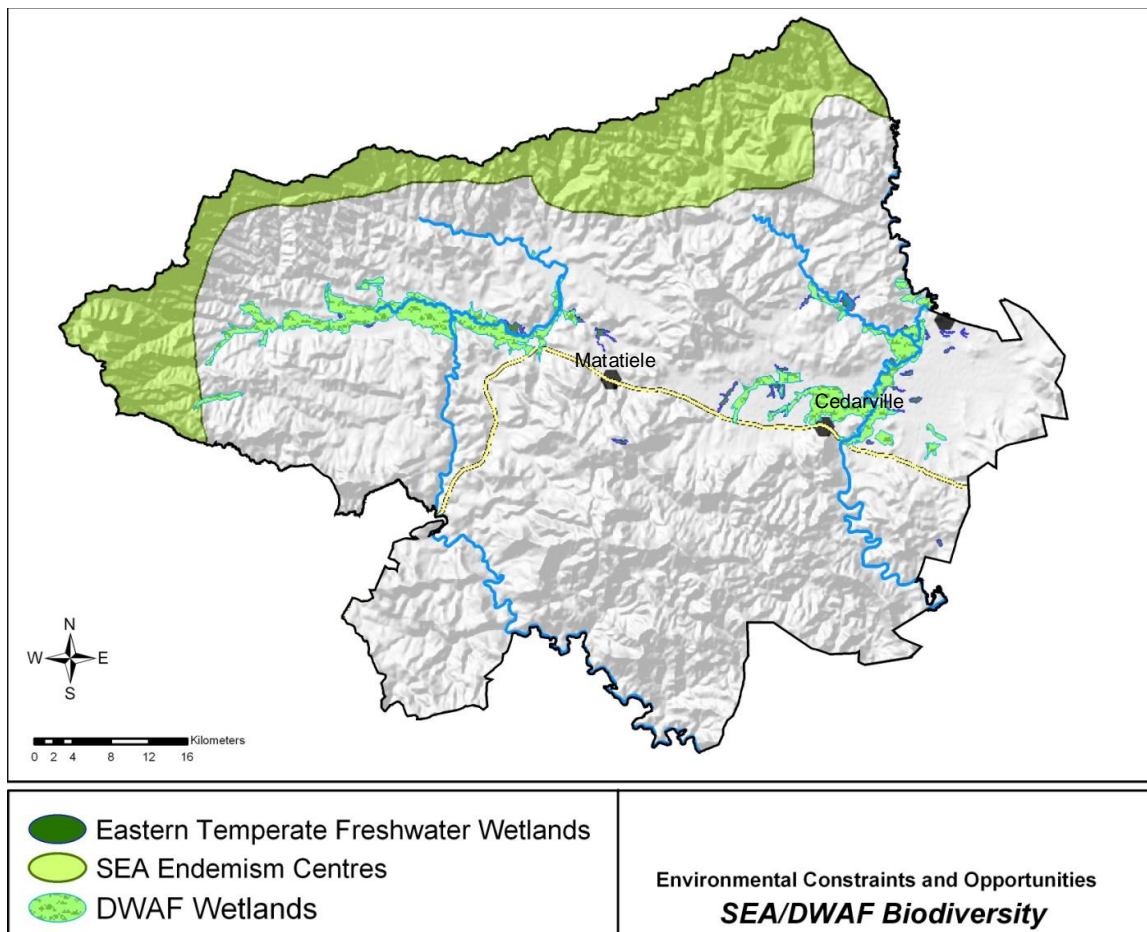 Matatiele
Cedarville
N
W E
S
Kilometers
0 2 4 8 12 16
Eastern Temperate Freshwater Wetlands
SEA Endemism Centres
DWAF Wetlands
Environmental Constraints and Opportunities
SEA/DWAF Biodiversity